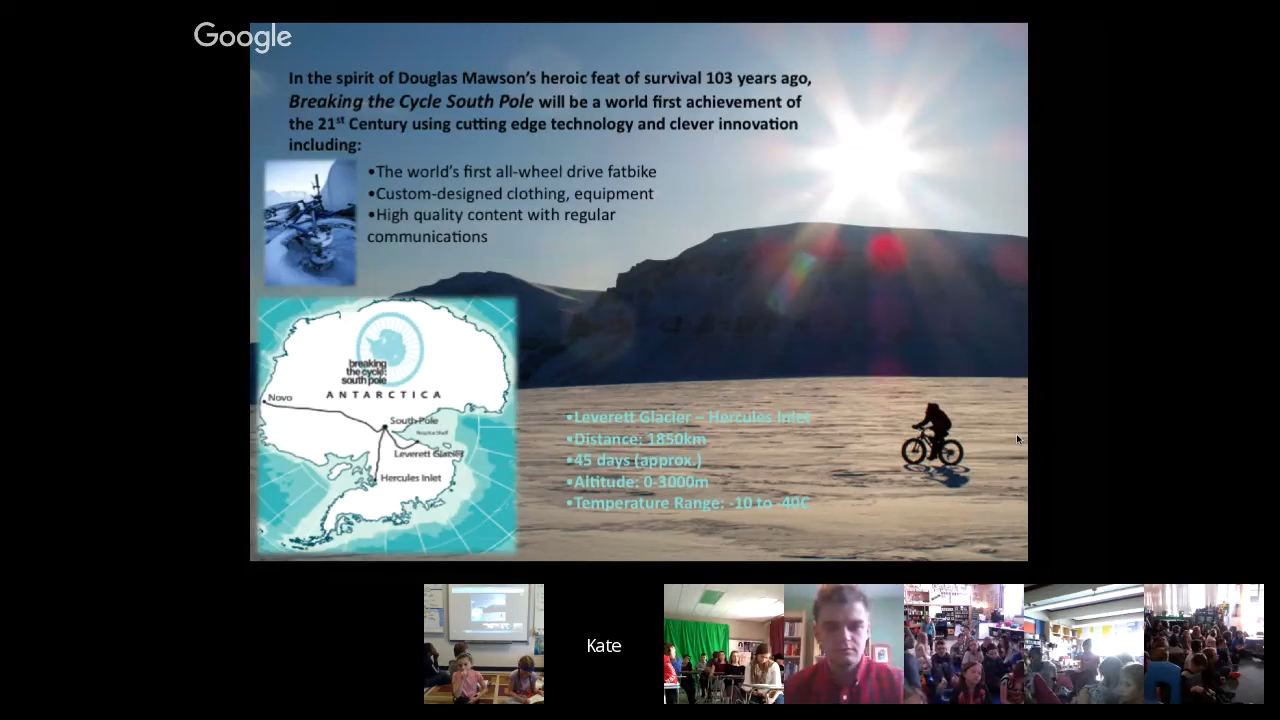 Google
In the spirit of Douglas Mawson's heroic feat of survival 103 years ago,
Breaking the Cycle South Pole will be a world first achievement of
the 21st Century using cutting edge technology and clever innovation
including:
•The world's first all-wheel drive fatbike
•Custom-designed clothing, equipment
•High quality content with regular
communications
breaking
the cycle:
south pole
ANTARCTICA
Novo
South Pole
Leverett Glacier
Hercules Inlet
•Leverett Glacier – Hercules Inlet
•Distance: 1850km
•45 days (approx.)
•Altitude: 0-3000m
•Temperature Range: -10 to -40C
Kate